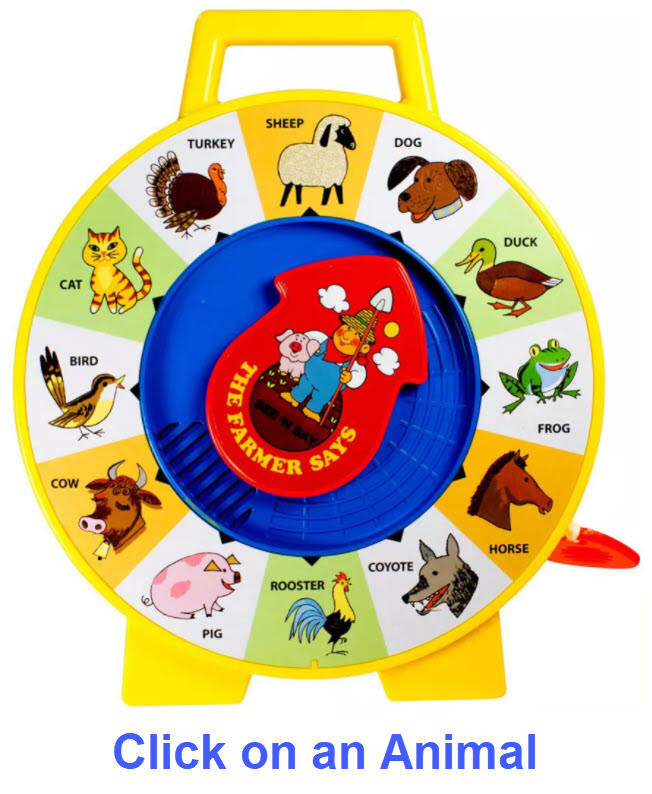 SHEEP
DOG
DUCK
FROG
HORSE
COYOTE
ROOSTER
PIG
COW
BIRD
CAT
TURKEY
SEE 'N SAY
THE FARMER SAYS
Click on an Animal